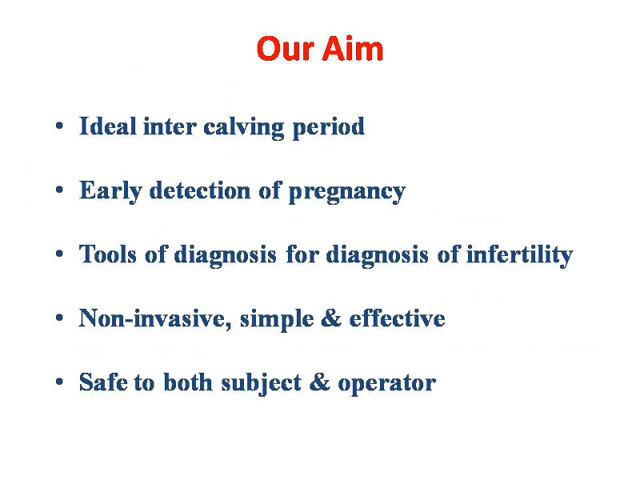 Our Aim
• Ideal inter calving period
• Early detection of pregnancy
• Tools of diagnosis for diagnosis of infertility
• Non-invasive, simple & effective
• Safe to both subject & operator